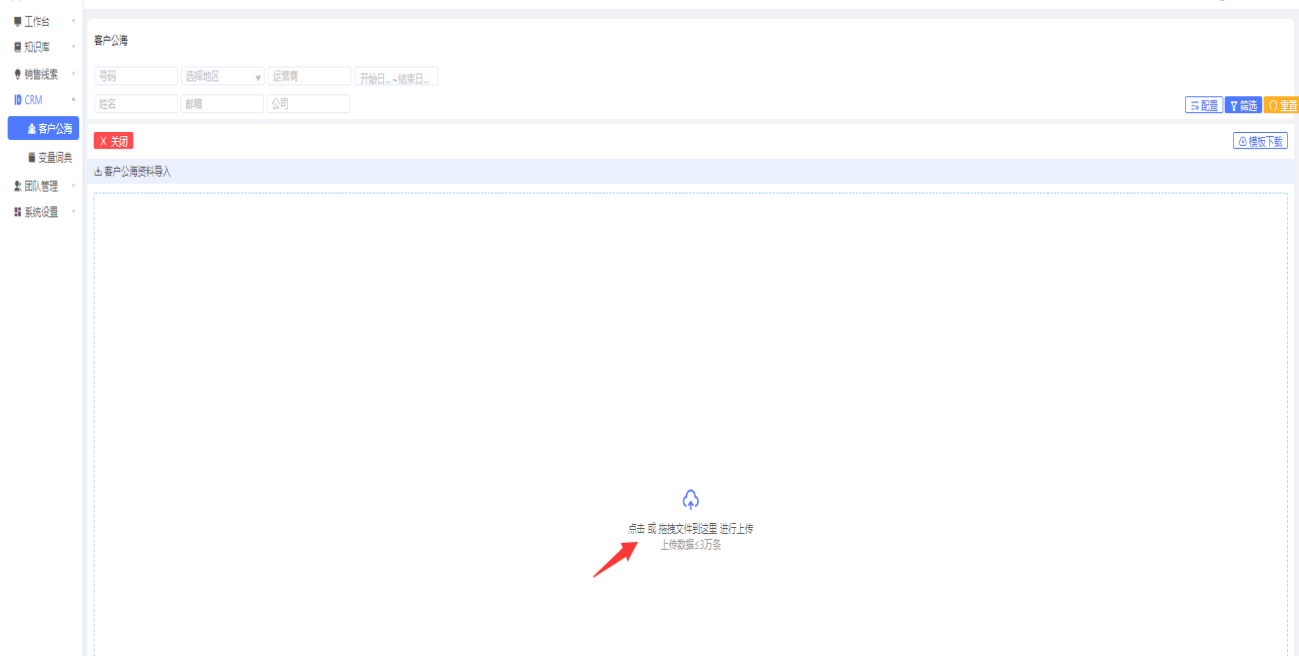 工作台
知识库
销售线索
CRM
客户公海
变量词典
团队管理
系统设置
客户公海
号码 选择地区 运营商 开始日... ~结束日...
姓名 邮箱 公司
配置 筛选 重置
X 关闭 模板下载
客户公海资料导入
点击 或 拖拽文件到这里 进行上传
上传数据≤3万条